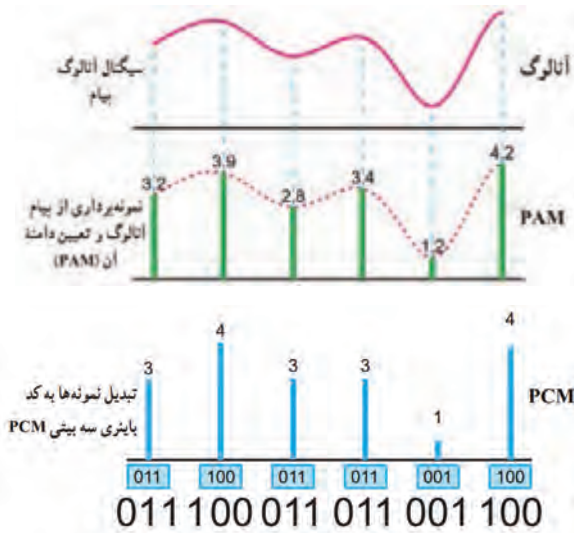 سیگنال آنالوگ
پیام
آنالوگ
3.2
3.9
2.8
3.4
1.2
4.2
نمونه‌برداری از پیام
آنالوگ و تعیین دامنهٔ
آن (PAM)
PAM
3
4
3
3
1
4
تبدیل نمونه‌ها به کد
باینری سه بیتی PCM
PCM
011 100 011 011 001 100
011 100 011 011 001 100